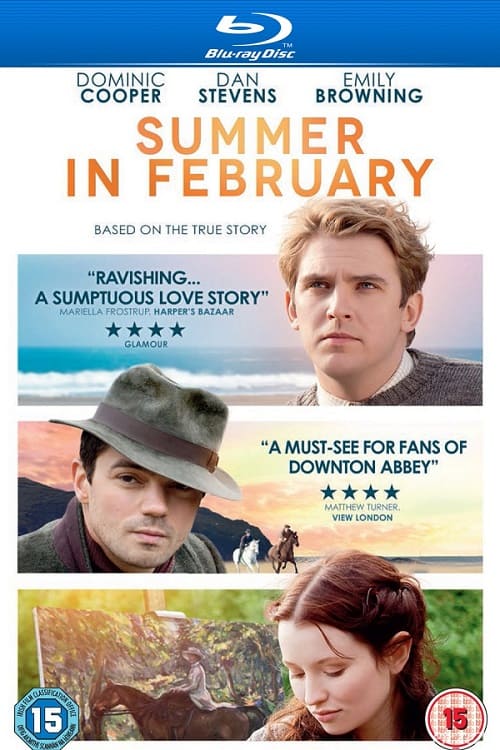 Blu-ray Disc™
DOMINIC COOPER
DAN STEVENS
EMILY BROWNING
SUMMER
IN FEBRUARY
BASED ON THE TRUE STORY
“RAVISHING...
A SUMPTUOUS LOVE STORY”
MARIELLA FROSTRUP, HARPER'S BAZAAR
GLAMOUR
“A MUST-SEE FOR FANS OF
DOWNTON ABBEY”
MATTHEW TURNER,
VIEW LONDON
15
15